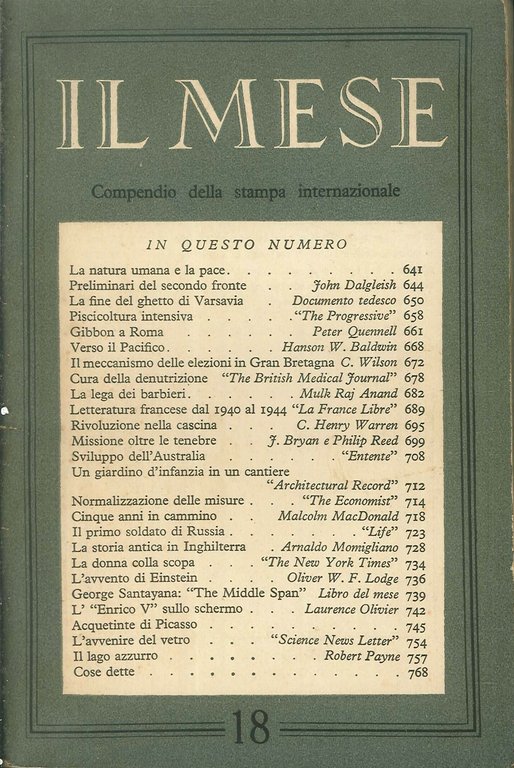 IL MESE
Compendio della stampa internazionale
IN QUESTO NUMERO
La natura umana e la pace. . . . . . . . 641
Preliminari del secondo fronte . John Dalgleish 644
La fine del ghetto di Varsavia . Documento tedesco 650
Piscicoltura intensiva . . . . "The Progressive" 658
Gibbon a Roma . . . . . Peter Quennell 661
Verso il Pacifico. . . . . . Hanson W. Baldwin 668
Il meccanismo delle elezioni in Gran Bretagna C. Wilson 672
Cura della denutrizione "The British Medical Journal" 678
La lega dei barbieri. . . . . Mulk Raj Anand 682
Letteratura francese dal 1940 al 1944 "La France Libre" 689
Rivoluzione nella cascina . . C. Henry Warren 695
Missione oltre le tenebre . J. Bryan e Philip Reed 699
Sviluppo dell'Australia . . . . . "Entente" 708
Un giardino d'infanzia in un cantiere
"Architectural Record" 712
Normalizzazione delle misure . . "The Economist" 714
Cinque anni in cammino . . Malcolm MacDonald 718
Il primo soldato di Russia . . . . . "Life" 723
La storia antica in Inghilterra . Arnaldo Momigliano 728
La donna colla scopa . . "The New York Times" 734
L'avvento di Einstein . . . Oliver W. F. Lodge 736
George Santayana: "The Middle Span" Libro del mese 739
L' "Enrico V" sullo schermo . . Laurence Olivier 742
Acquetinte di Picasso . . . . . . . 745
L'avvenire del vetro . . "Science News Letter" 754
Il lago azzurro . . . . . . Robert Payne 757
Cose dette . . . . . . . . . . 768
18